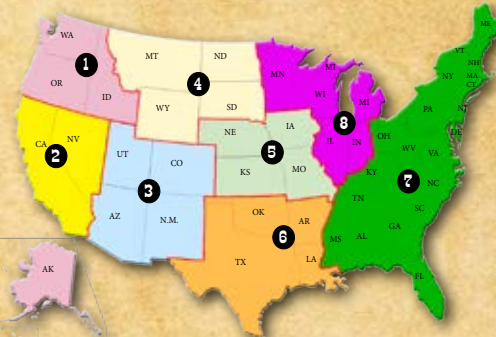 WA
1
OR
ID
MT
ND
4
WY
SD
MN
MI
WI
MI
8
IL
IN
ME
VT
NH
NY
MA
CT
PA
NJ
OH
DE
WV
VA
KY
7
NC
TN
SC
MS
AL
GA
FL
CA
NV
2
UT
CO
3
AZ
N.M.
NE
IA
5
KS
MO
OK
AR
6
TX
LA
AK